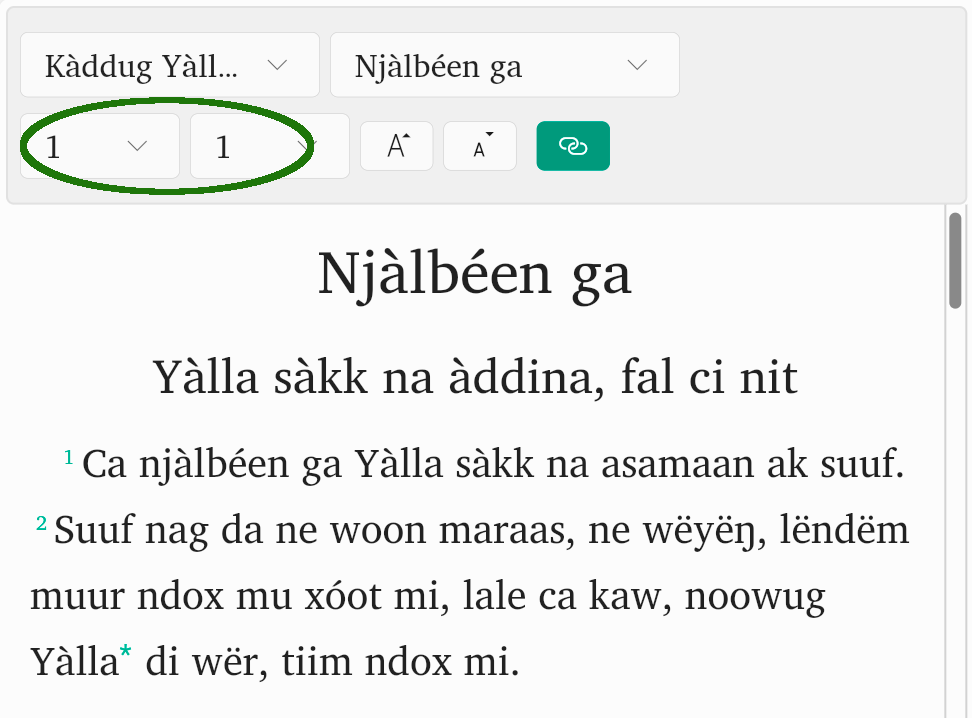 Kàddug Yàll... Njàlbéen ga
1 1 A A
Njàlbéen ga
Yàlla sàkk na àddina, fal ci nit
1 Ca njàlbéen ga Yàlla sàkk na asamaan ak suuf.
2 Suuf nag da ne woon maraas, ne wëyëŋ, lëndëm
muur ndox mu xóot mi, lale ca kaw, noowug
Yàlla* di wër, tiim ndox mi.